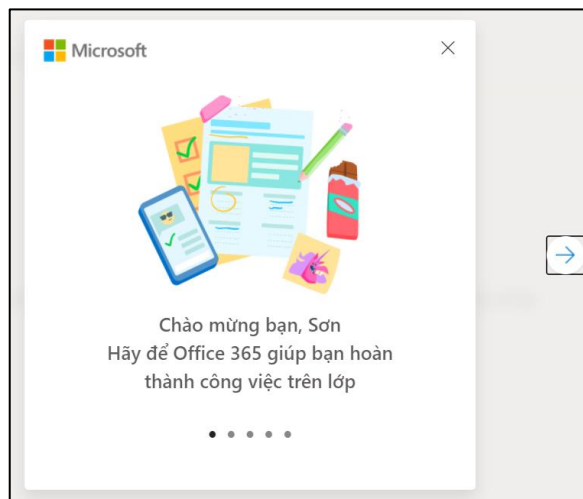 Microsoft
Chào mừng bạn, Sơn
Hãy để Office 365 giúp bạn hoàn
thành công việc trên lớp